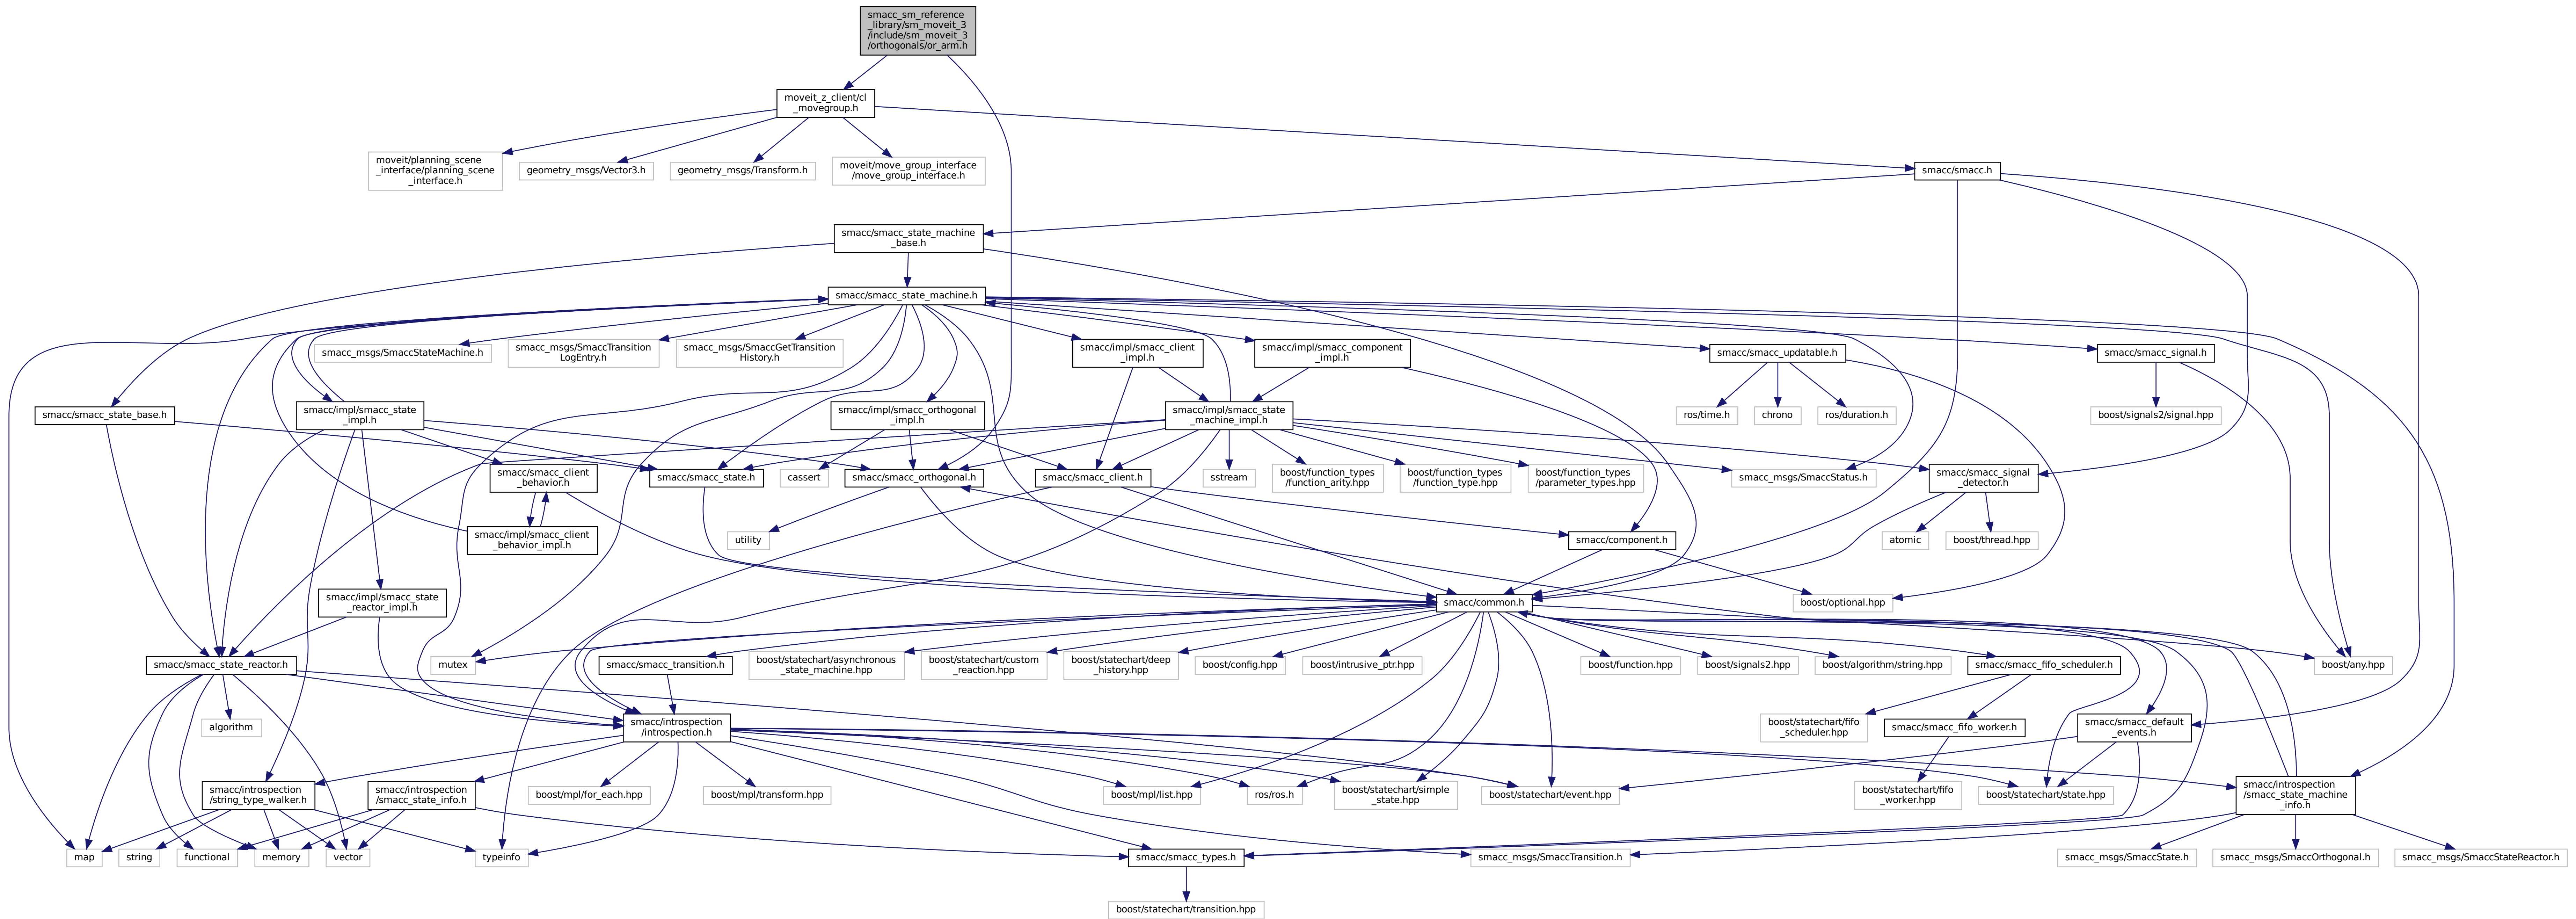 smacc_sm_reference
_library/sm_moveit_3
/include/sm_moveit_3
/orthogonals/or_arm.h
moveit_z_client/cl
_movegroup.h
moveit/planning_scene
_interface/planning_scene
_interface.h
geometry_msgs/Vector3.h
geometry_msgs/Transform.h
moveit/move_group_interface
/move_group_interface.h
smacc/smacc.h
smacc/smacc_state_machine
_base.h
smacc/smacc_state_machine.h
smacc_msgs/SmaccStateMachine.h
smacc_msgs/SmaccTransition
LogEntry.h
smacc_msgs/SmaccGetTransition
History.h
smacc/impl/smacc_client
_impl.h
smacc/impl/smacc_component
_impl.h
smacc/smacc_updatable.h
smacc/smacc_signal.h
smacc/smacc_state_base.h
smacc/impl/smacc_state
_impl.h
smacc/impl/smacc_orthogonal
_impl.h
smacc/impl/smacc_state
_machine_impl.h
ros/time.h
chrono
ros/duration.h
boost/signals2/signal.hpp
smacc/smacc_client
_behavior.h
smacc/smacc_state.h
cassert
smacc/smacc_orthogonal.h
smacc/smacc_client.h
sstream
boost/function_types
/function_arity.hpp
boost/function_types
/function_type.hpp
boost/function_types
/parameter_types.hpp
smacc_msgs/SmaccStatus.h
smacc/smacc_signal
_detector.h
smacc/impl/smacc_client
_behavior_impl.h
utility
smacc/component.h
atomic
boost/thread.hpp
smacc/impl/smacc_state
_reactor_impl.h
smacc/common.h
boost/optional.hpp
smacc/smacc_state_reactor.h
mutex
smacc/smacc_transition.h
boost/statechart/asynchronous
_state_machine.hpp
boost/statechart/custom
_reaction.hpp
boost/statechart/deep
_history.hpp
boost/config.hpp
boost/intrusive_ptr.hpp
boost/function.hpp
boost/signals2.hpp
boost/algorithm/string.hpp
smacc/smacc_fifo_scheduler.h
boost/any.hpp
algorithm
smacc/introspection
/introspection.h
boost/statechart/fifo
_scheduler.hpp
smacc/smacc_fifo_worker.h
smacc/smacc_default
_events.h
smacc/introspection
/string_type_walker.h
smacc/introspection
/smacc_state_info.h
boost/mpl/for_each.hpp
boost/mpl/transform.hpp
boost/mpl/list.hpp
ros/ros.h
boost/statechart/simple
_state.hpp
boost/statechart/event.hpp
boost/statechart/fifo
_worker.hpp
boost/statechart/state.hpp
smacc/introspection
/smacc_state_machine
_info.h
map
string
functional
memory
vector
typeinfo
smacc/smacc_types.h
smacc_msgs/SmaccTransition.h
smacc_msgs/SmaccState.h
smacc_msgs/SmaccOrthogonal.h
smacc_msgs/SmaccStateReactor.h
boost/statechart/transition.hpp